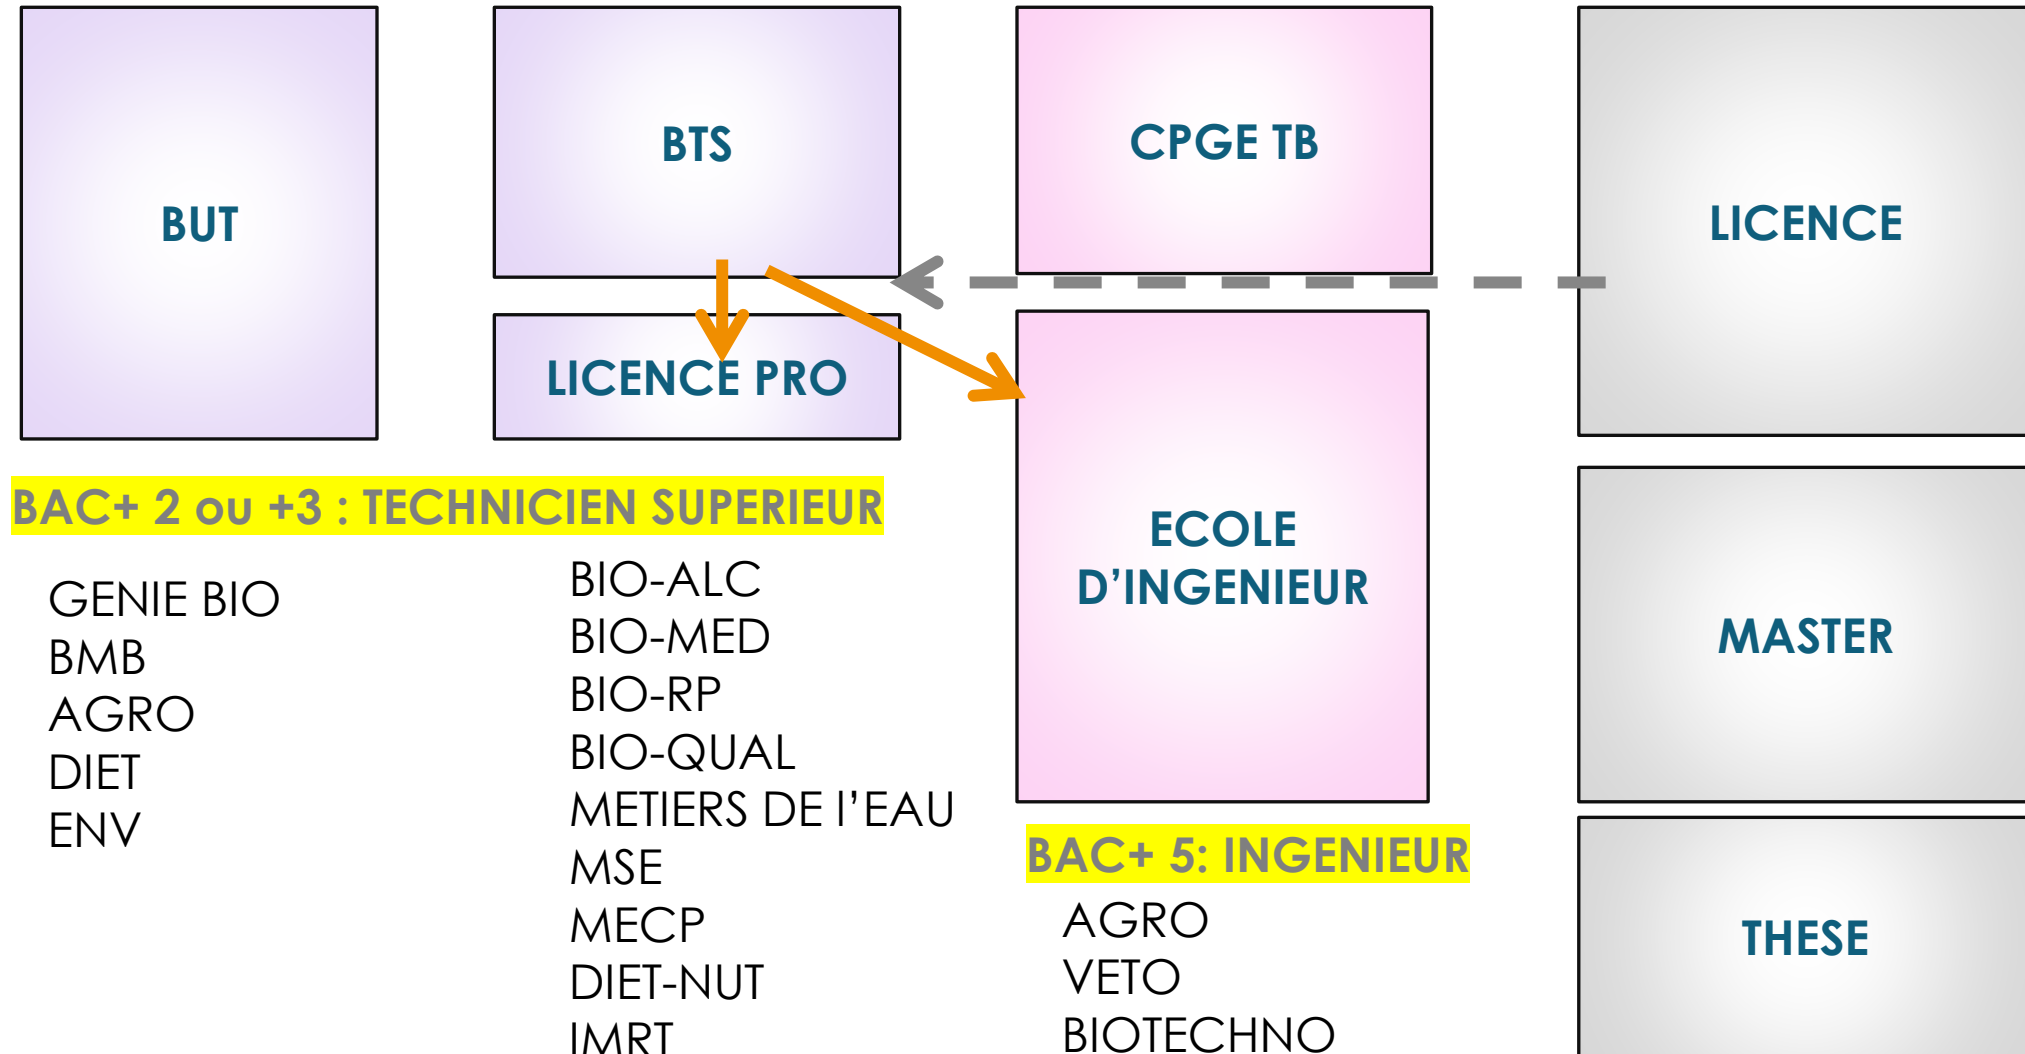 BUT
BTS
LICENCE PRO
CPGE TB
ECOLE
D’INGENIEUR
LICENCE
MASTER
THESE
BAC+ 2 ou +3 : TECHNICIEN SUPERIEUR
GENIE BIO
BMB
AGRO
DIET
ENV
BIO-ALC
BIO-MED
BIO-RP
BIO-QUAL
METIERS DE l’EAU
MSE
MECP
DIET-NUT
IMRT
BAC+ 5: INGENIEUR
AGRO
VETO
BIOTECHNO